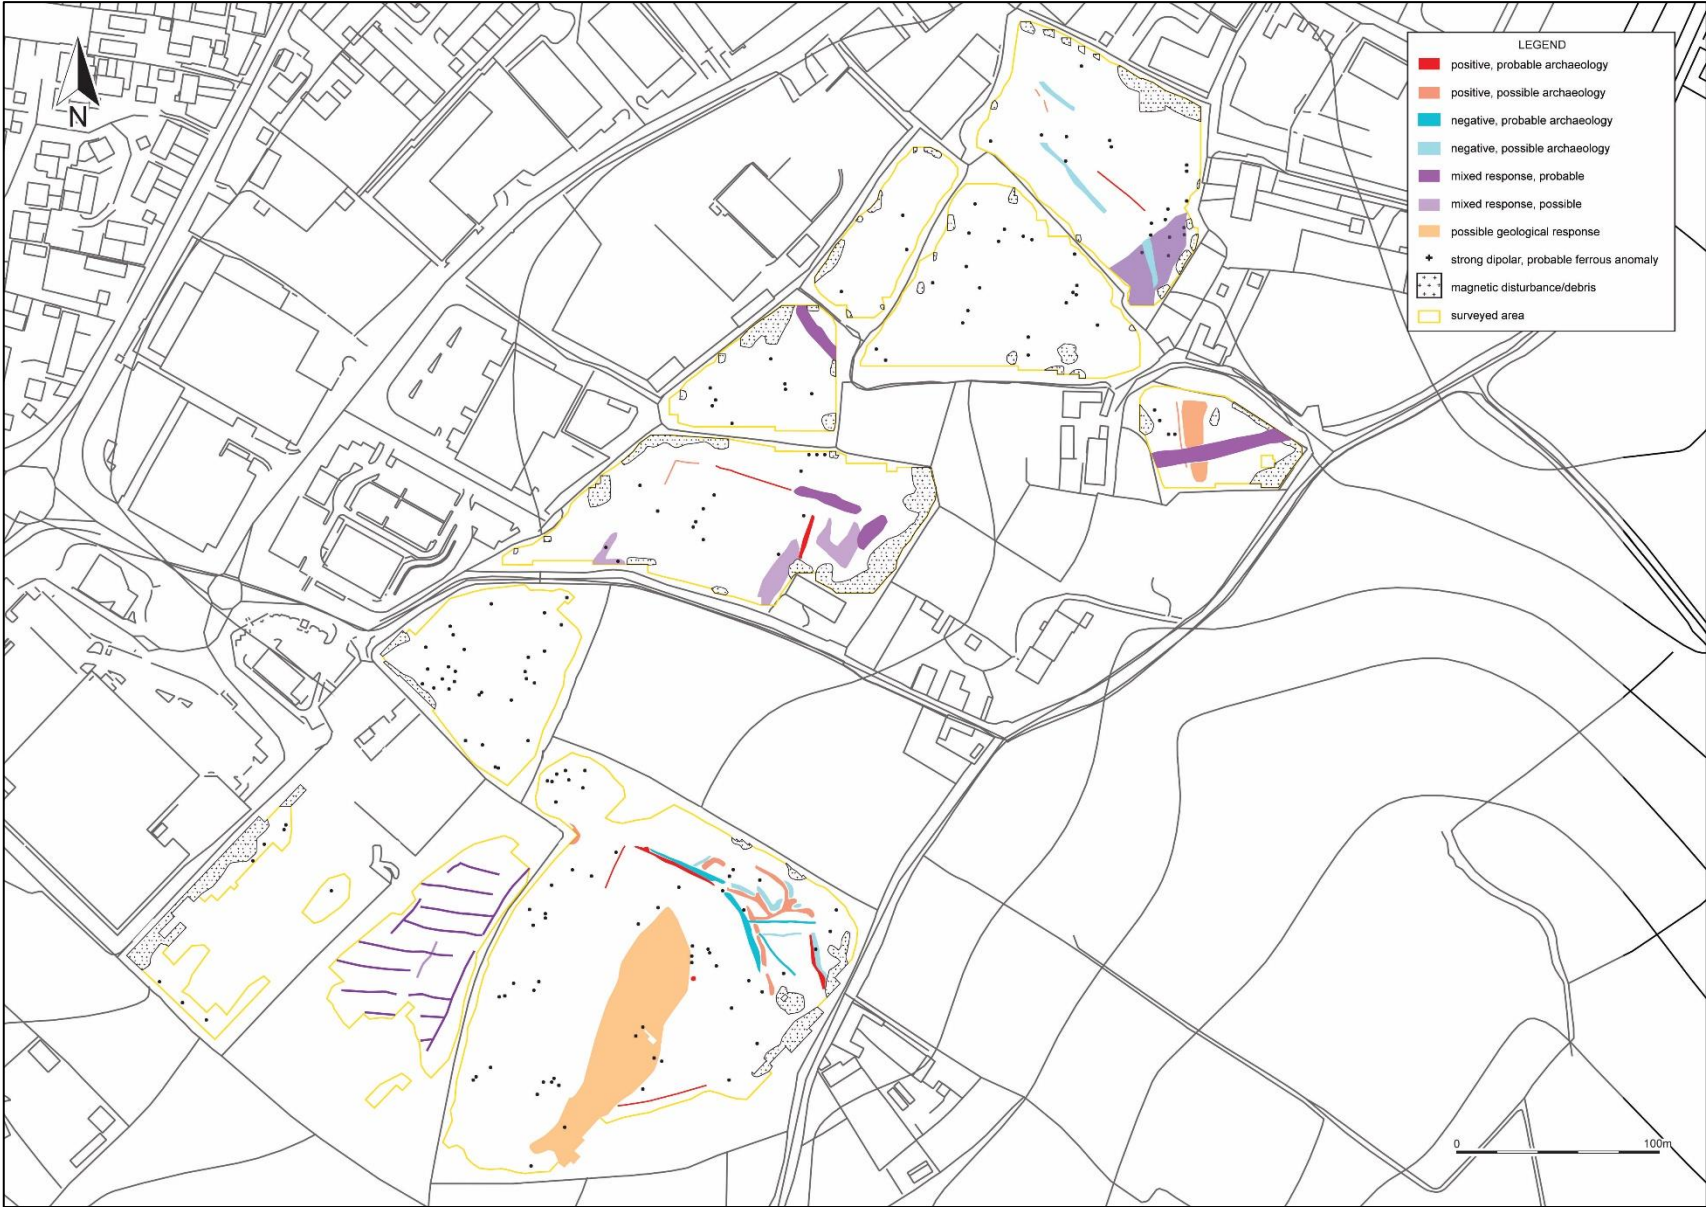 N
LEGEND
positive, probable archaeology
positive, possible archaeology
negative, probable archaeology
negative, possible archaeology
mixed response, probable
mixed response, possible
possible geological response
strong dipolar, probable ferrous anomaly
magnetic disturbance/debris
surveyed area
0 100m